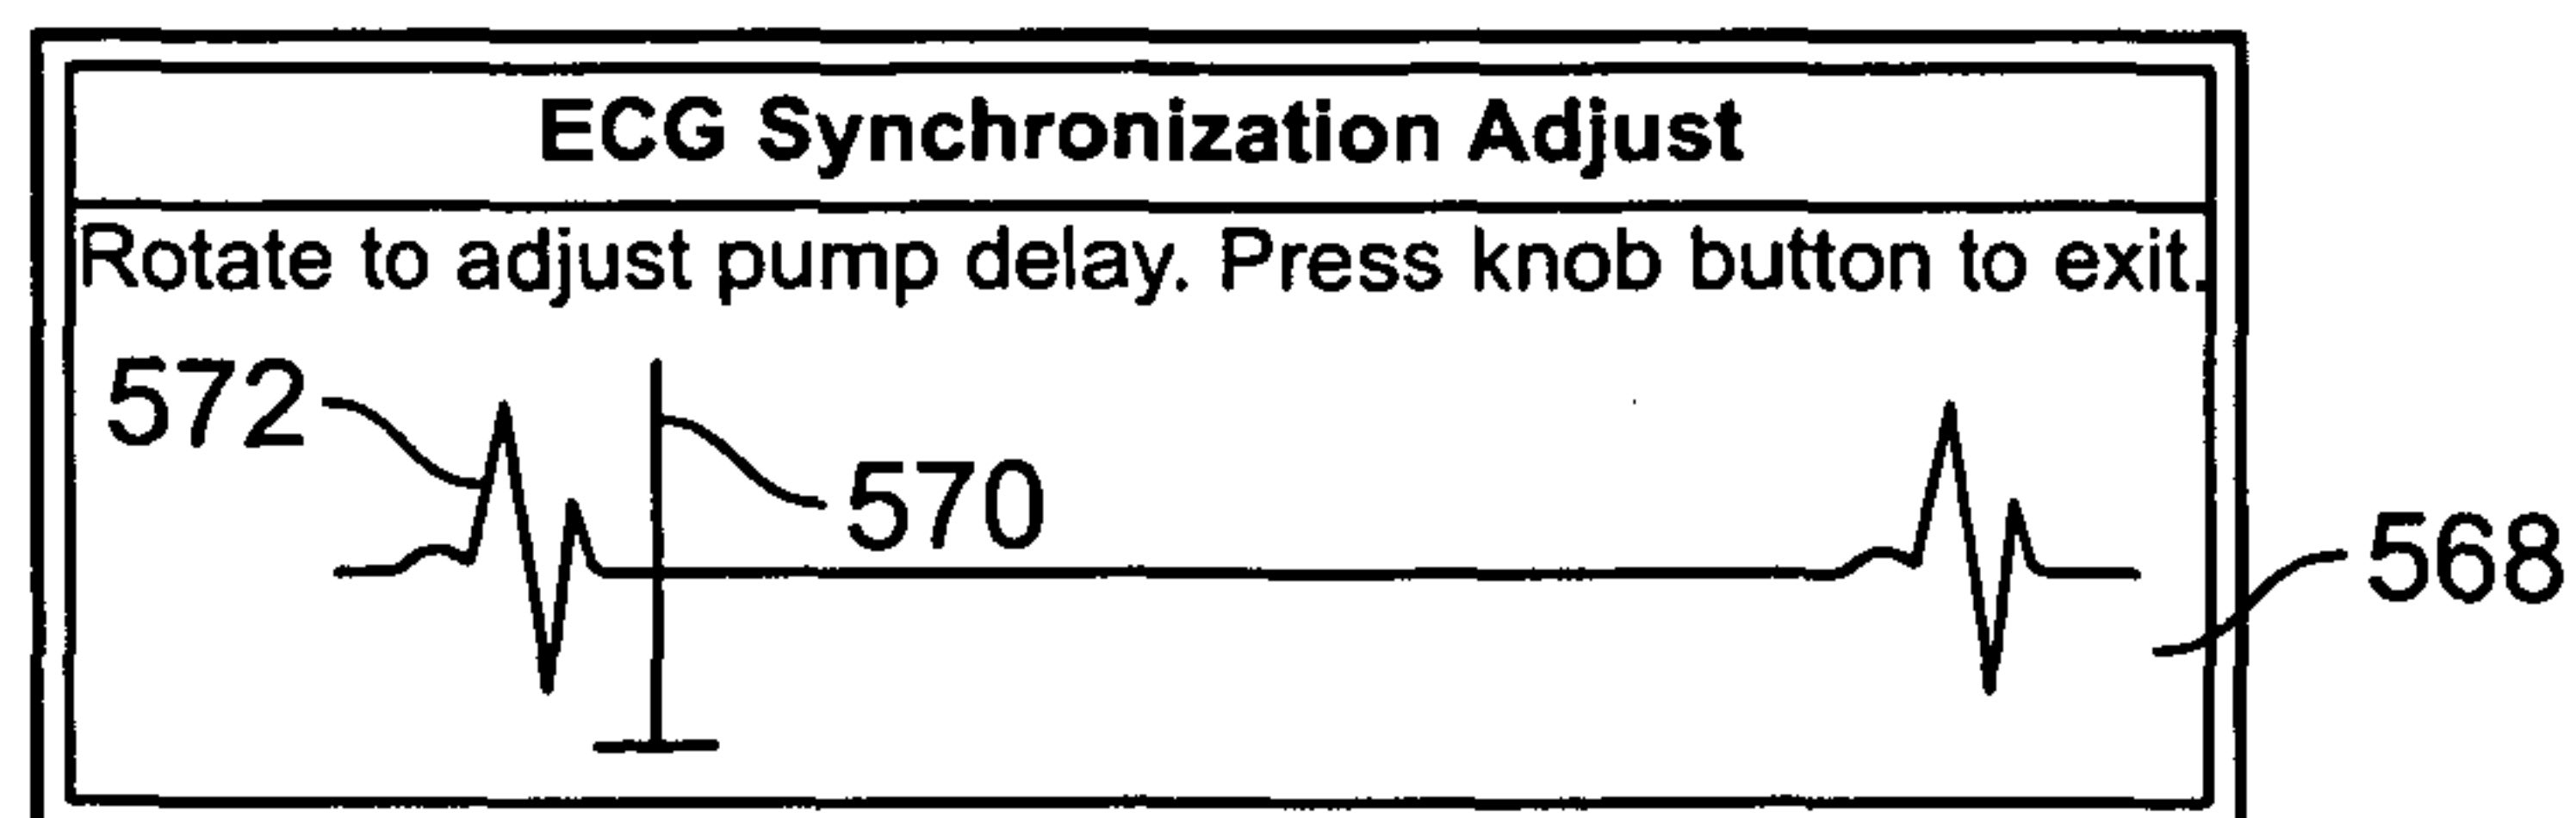 ECG Synchronization Adjust
Rotate to adjust pump delay. Press knob button to exit.
572
570
568